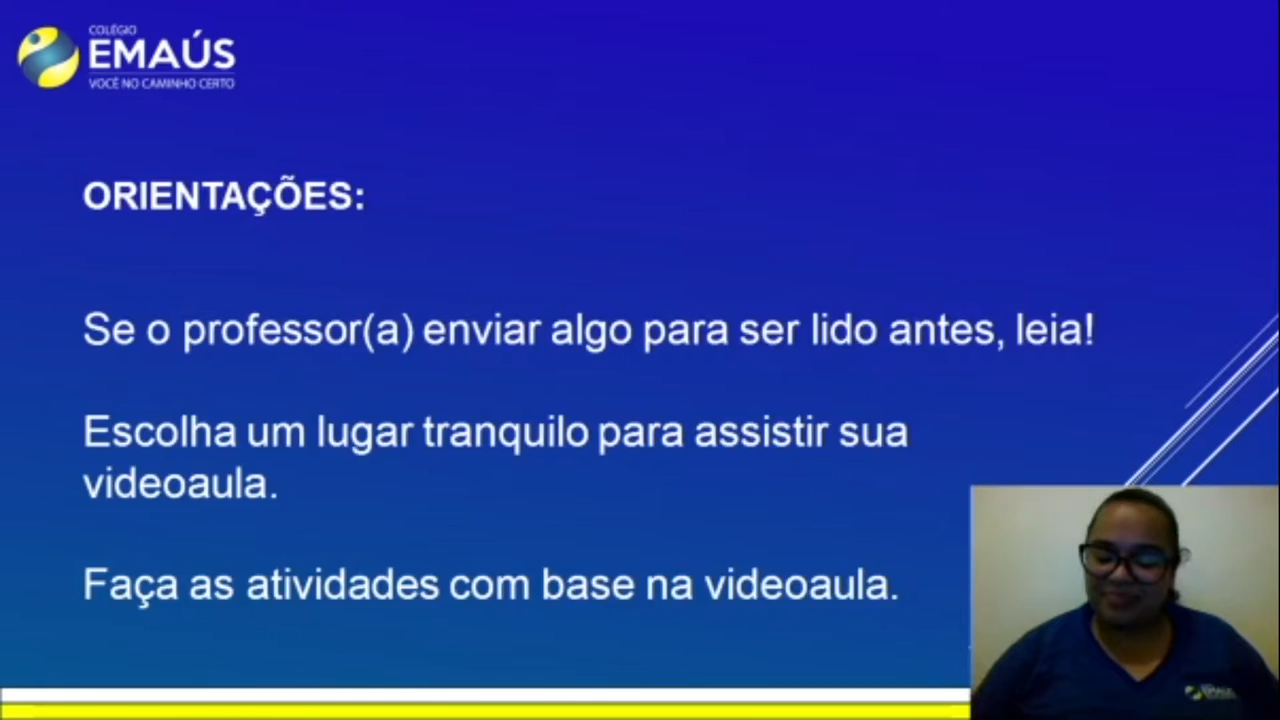 COLÉGIO
EMAÚS
VOCÊ NO CAMINHO CERTO
ORIENTAÇÕES:
Se o professor(a) enviar algo para ser lido antes, leia!
Escolha um lugar tranquilo para assistir sua
videoaula.
Faça as atividades com base na videoaula.
EMAÚS